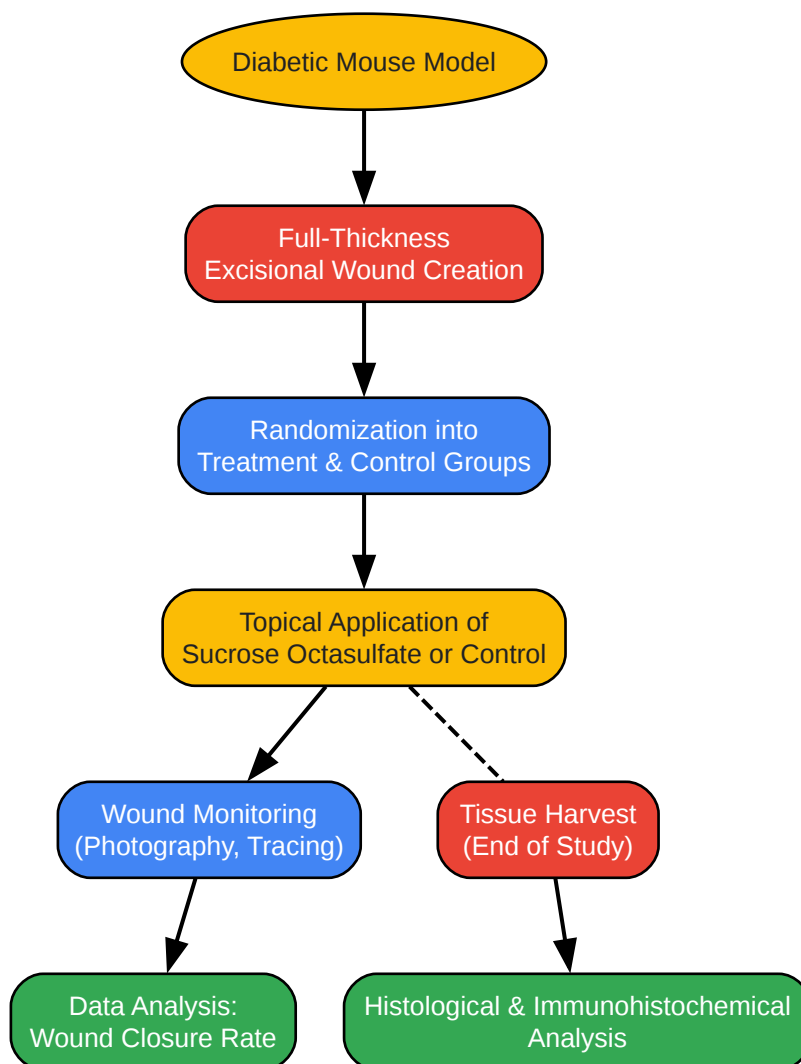 Diabetic Mouse Model
Full-Thickness
Excisional Wound Creation
Randomization into
Treatment & Control Groups
Topical Application of
Sucrose Octasulfate or Control
Wound Monitoring
(Photography, Tracing)
Tissue Harvest
(End of Study)
Data Analysis:
Wound Closure Rate
Histological & Immunohistochemical
Analysis